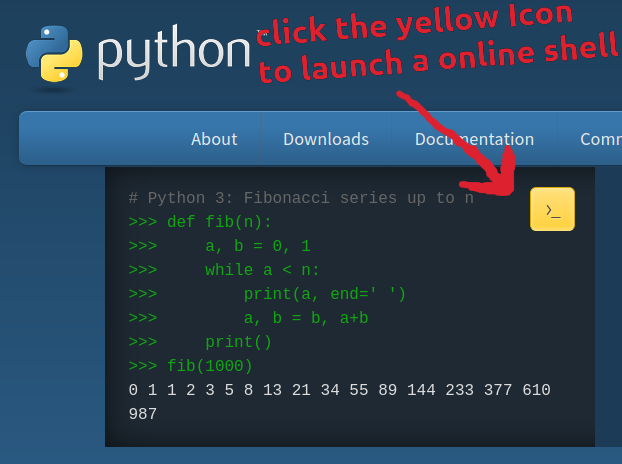 python™
click the yellow Icon
to launch a online shell
About Downloads Documentation Comm
# Python 3: Fibonacci series up to n
>>> def fib(n):
>>>     a, b = 0, 1
>>>     while a < n:
>>>         print(a, end=' ')
>>>         a, b = b, a+b
>>>     print()
>>> fib(1000)
0 1 1 2 3 5 8 13 21 34 55 89 144 233 377 610
987
>_